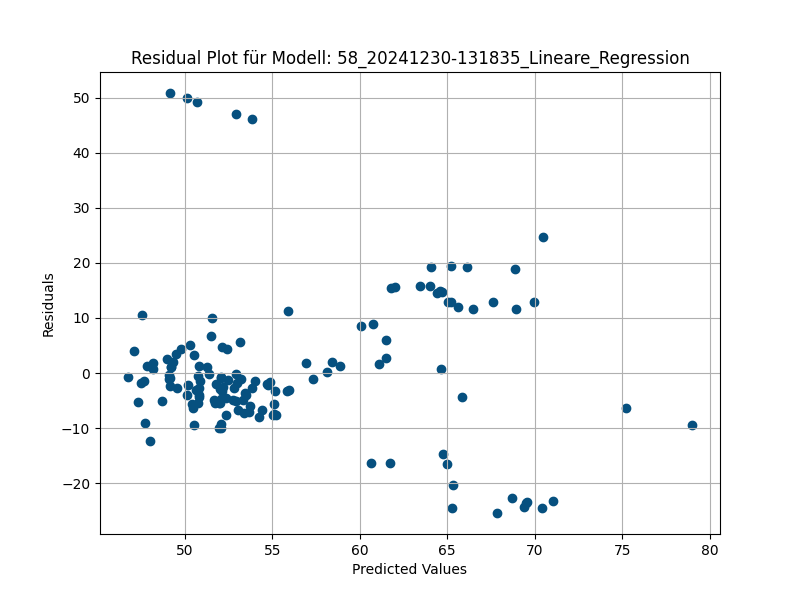 Residual Plot für Modell: 58_20241230-131835_Lineare_Regression
50
40
30
20
10
0
−10
−20
Residuals
50 55 60 65 70 75 80
Predicted Values